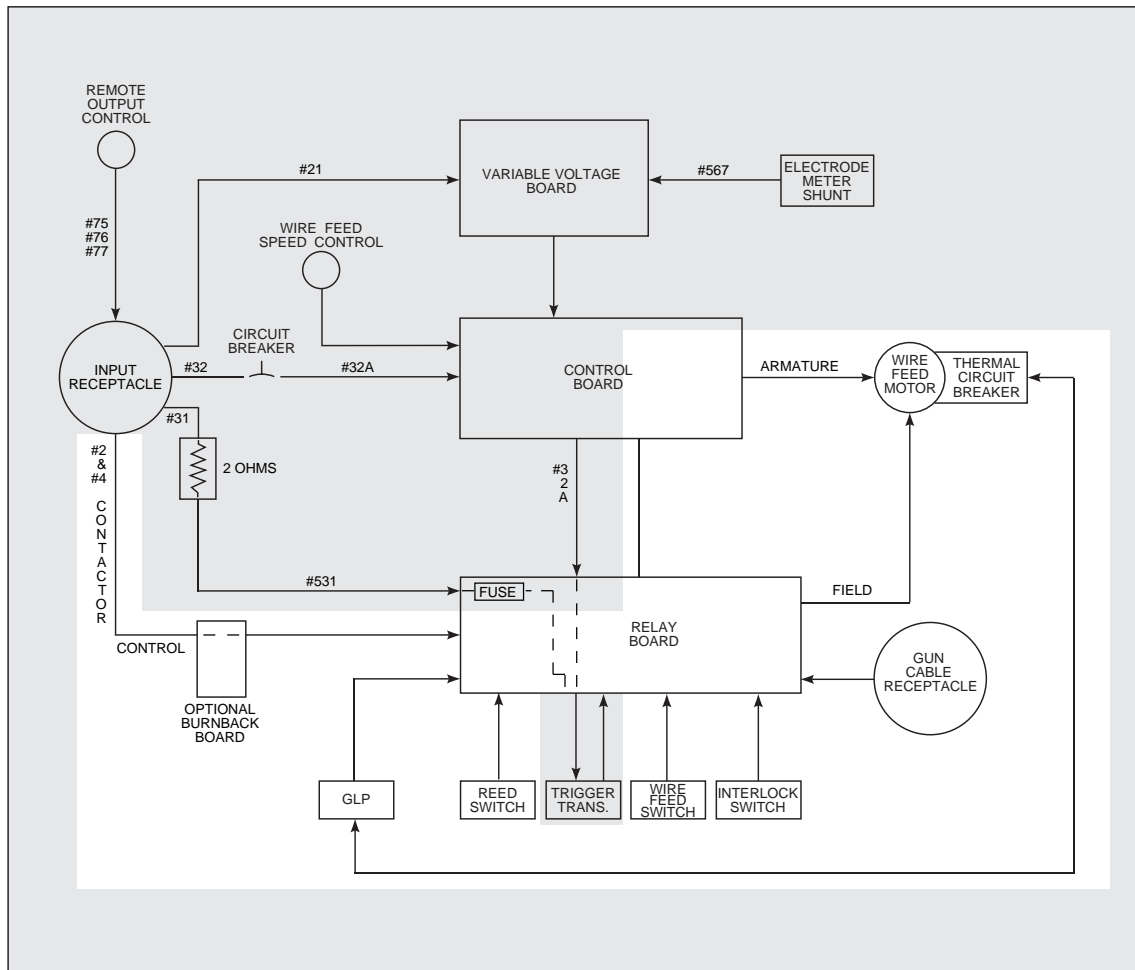 REMOTE
OUTPUT
CONTROL
#21
VARIABLE VOLTAGE
BOARD
#567
ELECTRODE
METER
SHUNT
#75
#76
#77
WIRE FEED
SPEED CONTROL
INPUT
RECEPTACLE
#32
CIRCUIT
BREAKER
#32A
CONTROL
BOARD
ARMATURE
WIRE
FEED
MOTOR
THERMAL
CIRCUIT
BREAKER
#31
2 OHMS
#2
&
#4
C
O
N
T
A
C
T
O
R
#3
2
A
#531
FUSE
RELAY
BOARD
FIELD
GUN
CABLE
RECEPTACLE
CONTROL
OPTIONAL
BURNBACK
BOARD
GLP
REED
SWITCH
TRIGGER
TRANS.
WIRE
FEED
SWITCH
INTERLOCK
SWITCH